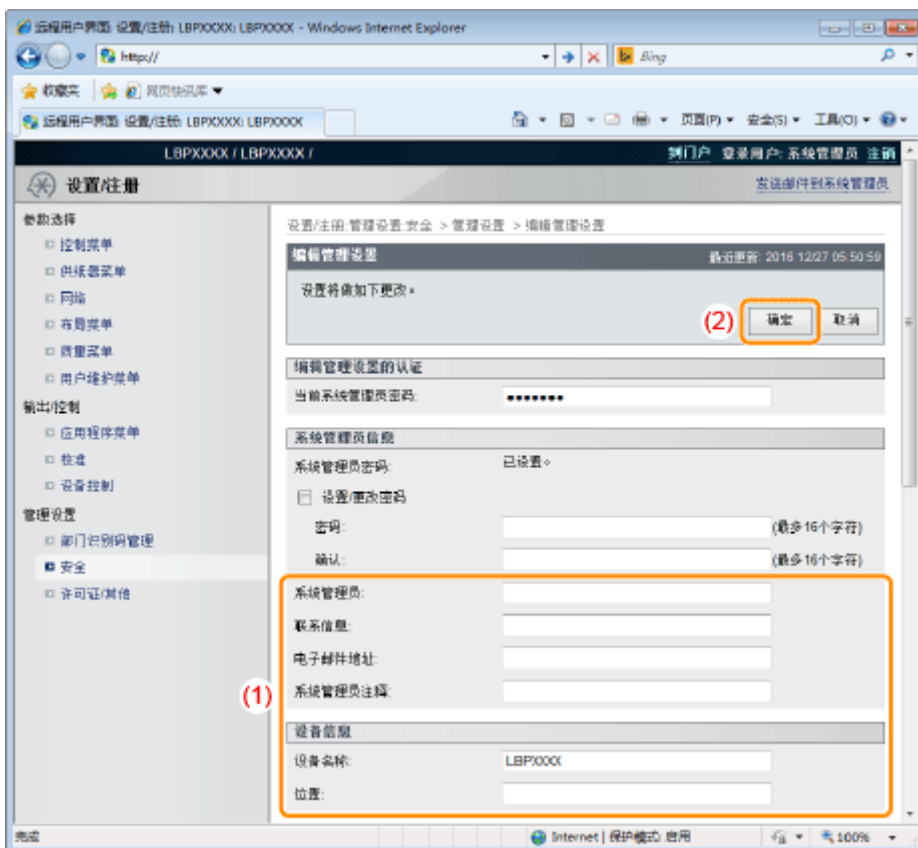 远程用户界面: 设置/注册: LBPXXXX: LBPXXXX - Windows Internet Explorer
http://
Bing
收藏夹 网页快讯库
远程用户界面: 设置/注册: LBPXXXX: LBPXXXX
页面(P) 安全(S) 工具(O)
LBPXXXX / LBPXXXX /
到门户 登录用户: 系统管理员 注销
设置/注册
发送邮件到系统管理员
参数选择
控制菜单
供纸器菜单
网络
布局菜单
质量菜单
用户维护菜单
输出/控制
应用程序菜单
校准
设备控制
管理设置
部门识别码管理
安全
许可证/其他
设置/注册:管理设置:安全 > 管理设置 > 编辑管理设置
编辑管理设置
最近更新: 2016 12/27 05:50:59
设置将做如下更改。
(2)
确定 取消
编辑管理设置的认证
当前系统管理员密码: •••••••
系统管理员信息
系统管理员密码: 已设置。
设置/更改密码
密码: (最多16个字符)
确认: (最多16个字符)
系统管理员:
联系信息:
电子邮件地址:
系统管理员注释:
(1)
设备信息
设备名称: LBPXXXX
位置:
完成
Internet | 保护模式: 启用
100%